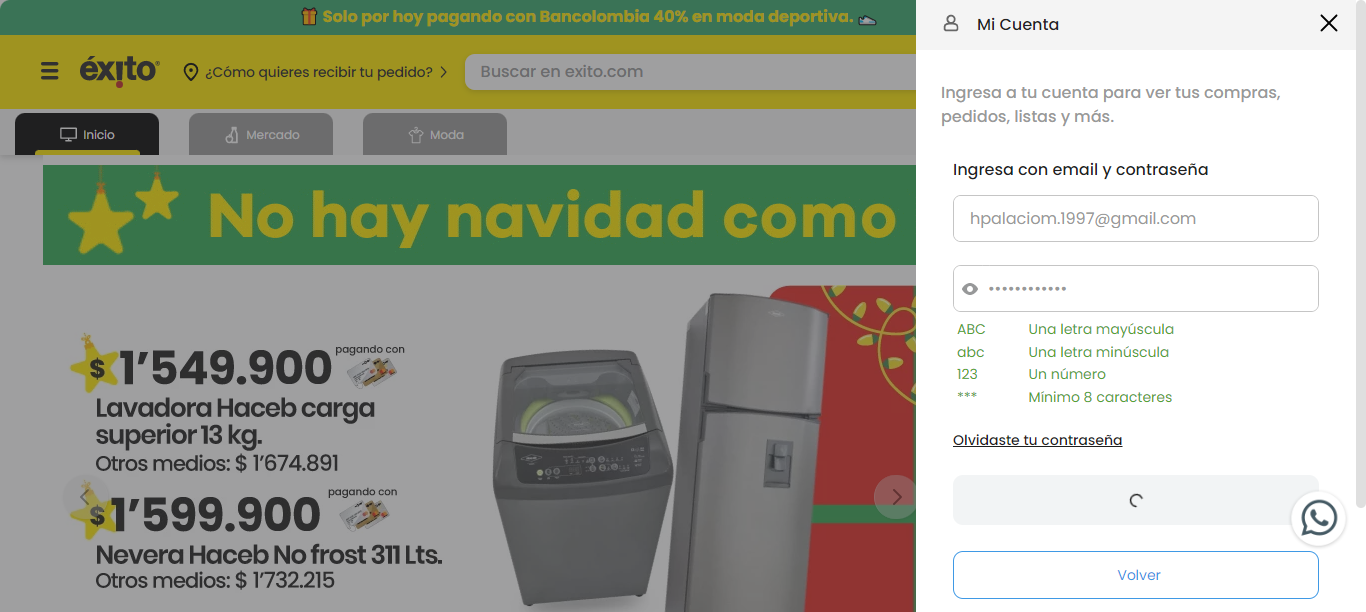 Solo por hoy pagando con Bancolombia 40% en moda deportiva.
éxito
¿Cómo quieres recibir tu pedido?
Buscar en exito.com
Inicio
Mercado
Moda
No hay navidad como
$ 1’549.900
pagando con
Lavadora Haceb carga
superior 13 kg.
Otros medios: $ 1’674.891
$ 1’599.900
pagando con
Nevera Haceb No frost 311 Lts.
Otros medios: $ 1’732.215
Mi Cuenta
Ingresa a tu cuenta para ver tus compras,
pedidos, listas y más.
Ingresa con email y contraseña
hpalaciom.1997@gmail.com
••••••••••••
ABC Una letra mayúscula
abc Una letra minúscula
123 Un número
*** Mínimo 8 caracteres
Olvidaste tu contraseña
Volver